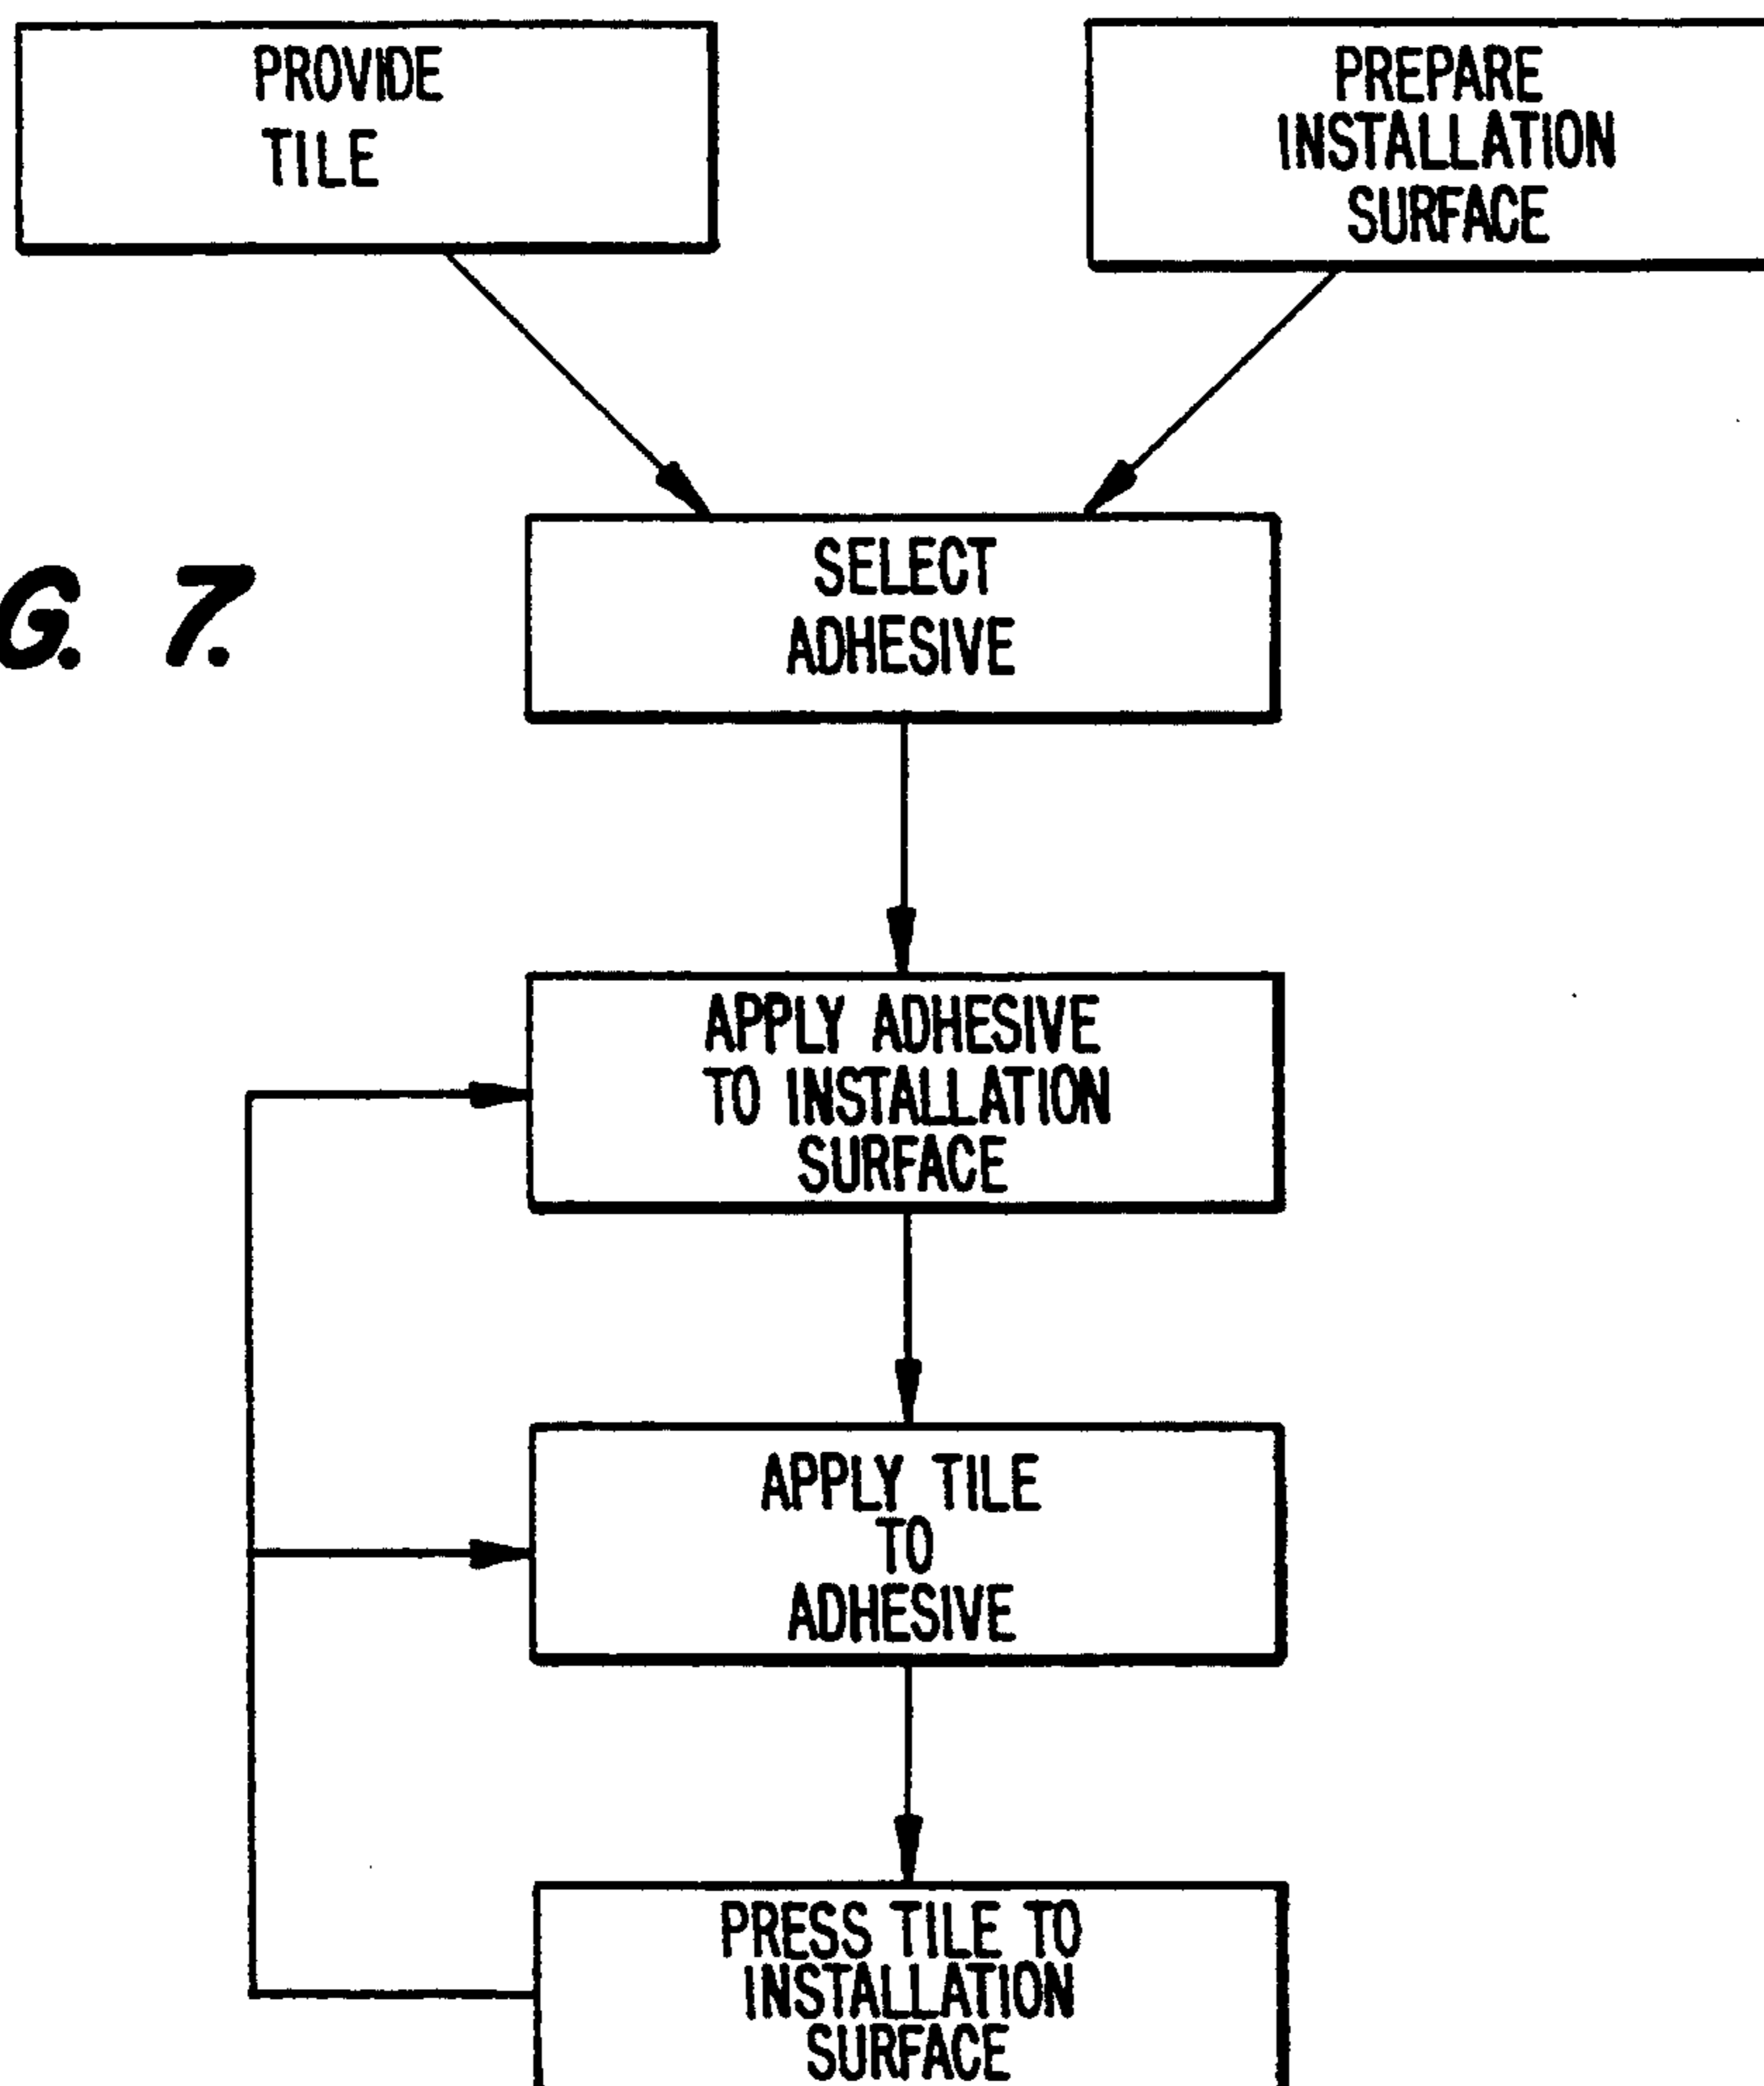 PROVIDE
TILE
PREPARE
INSTALLATION
SURFACE
G. 7.
SELECT
ADHESIVE
APPLY ADHESIVE
TO INSTALLATION
SURFACE
APPLY TILE
TO
ADHESIVE
PRESS TILE TO
INSTALLATION
SURFACE